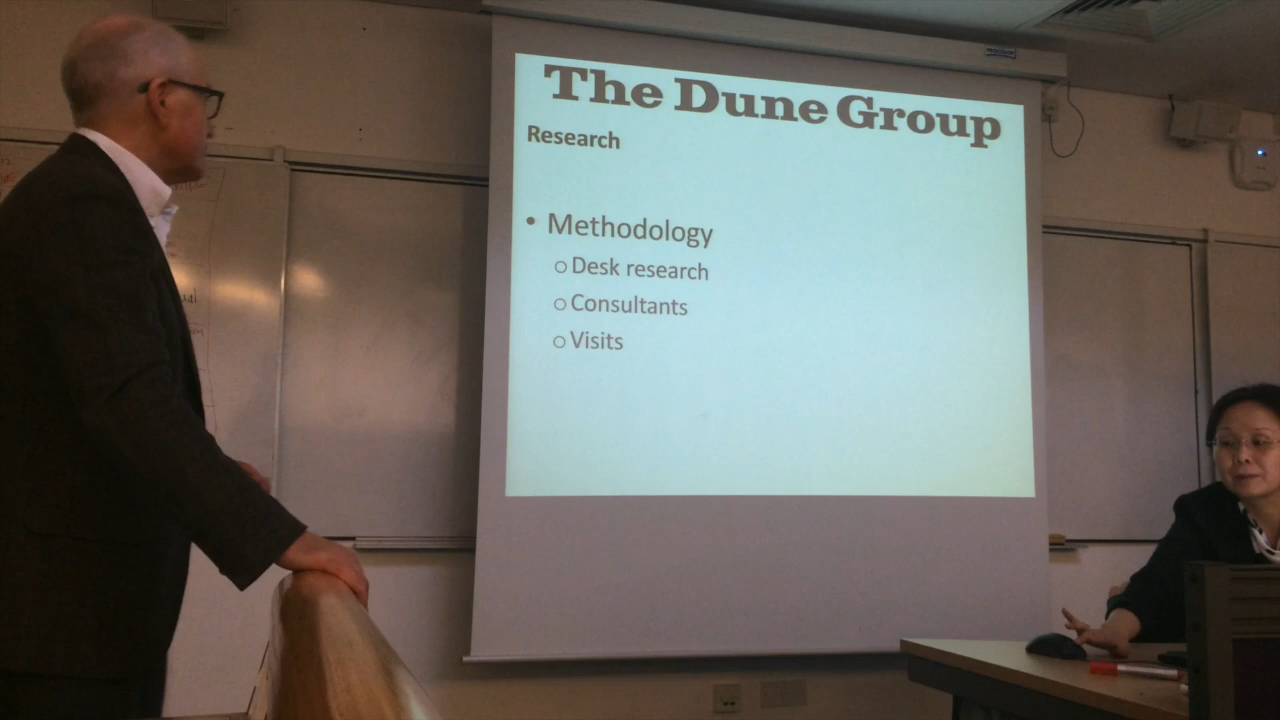 The Dune Group
Research
• Methodology
○ Desk research
○ Consultants
○ Visits